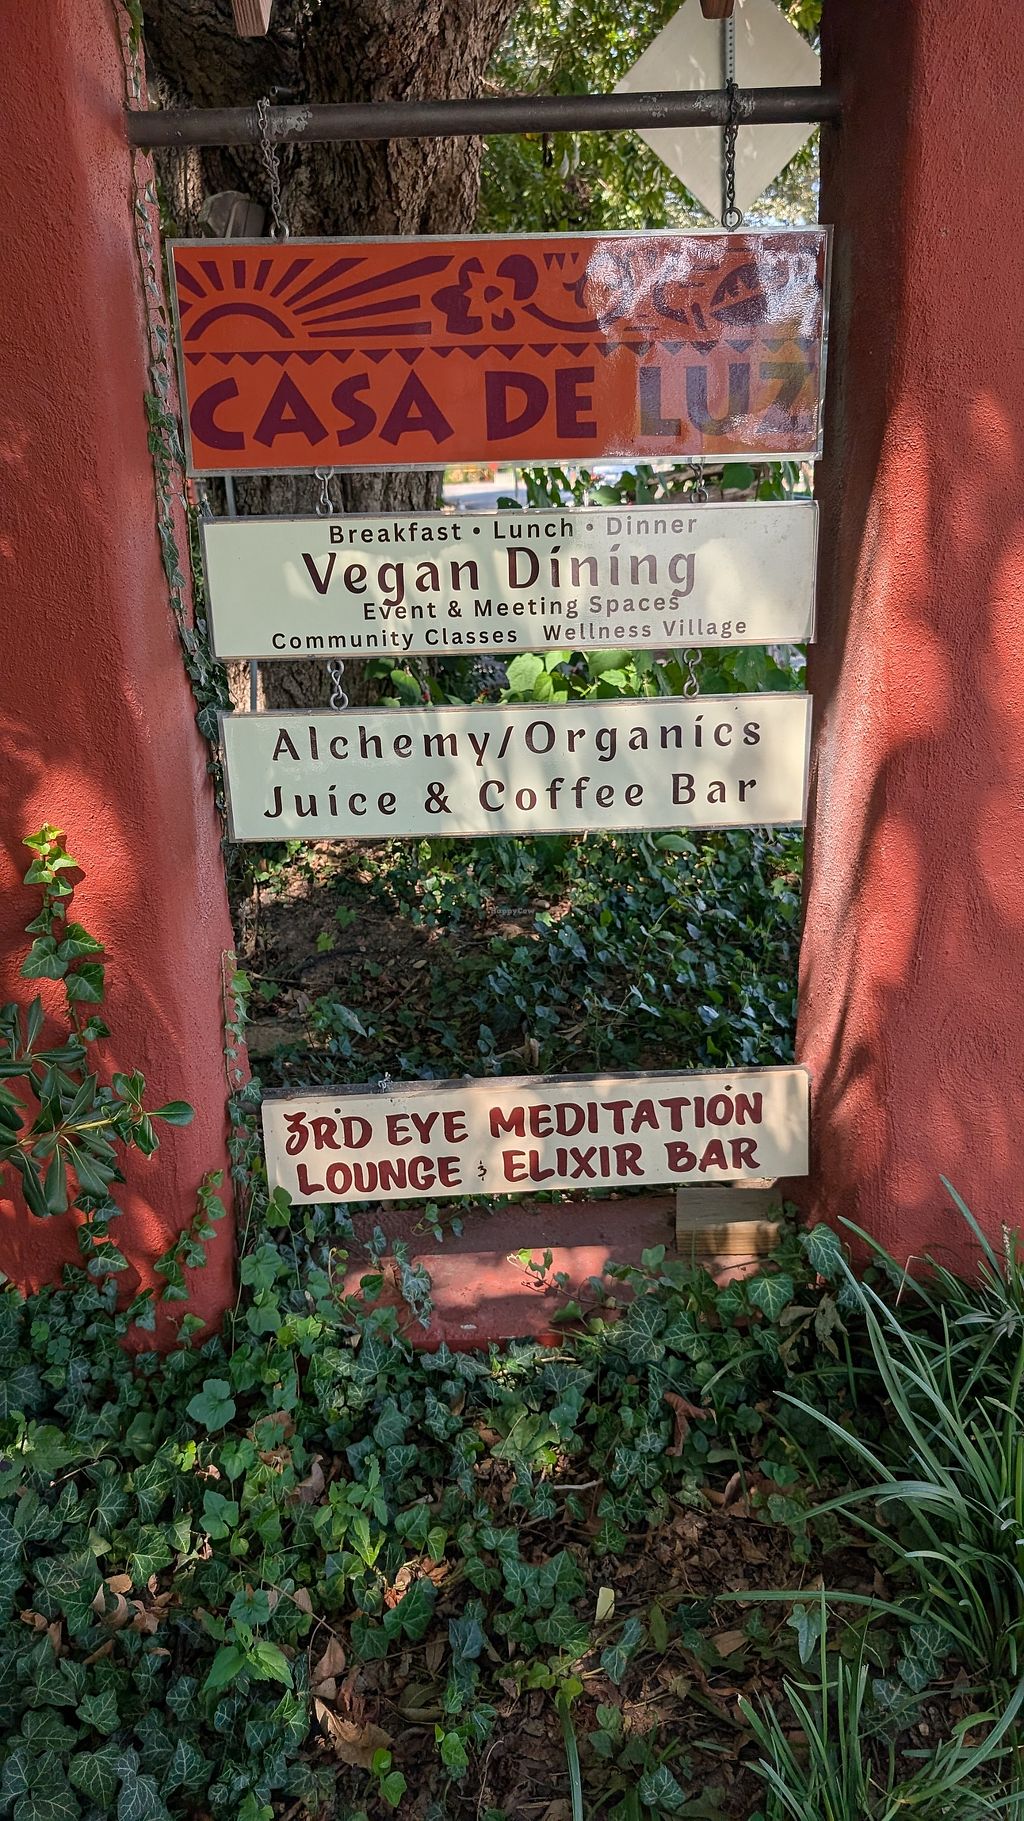 CASA DE LUZ
Breakfast • Lunch • Dinner
Vegan Dining
Event & Meeting Spaces
Community Classes Wellness Village
Alchemy/Organics
Juice & Coffee Bar
HappyCow
3RD EYE MEDITATION
LOUNGE & ELIXIR BAR